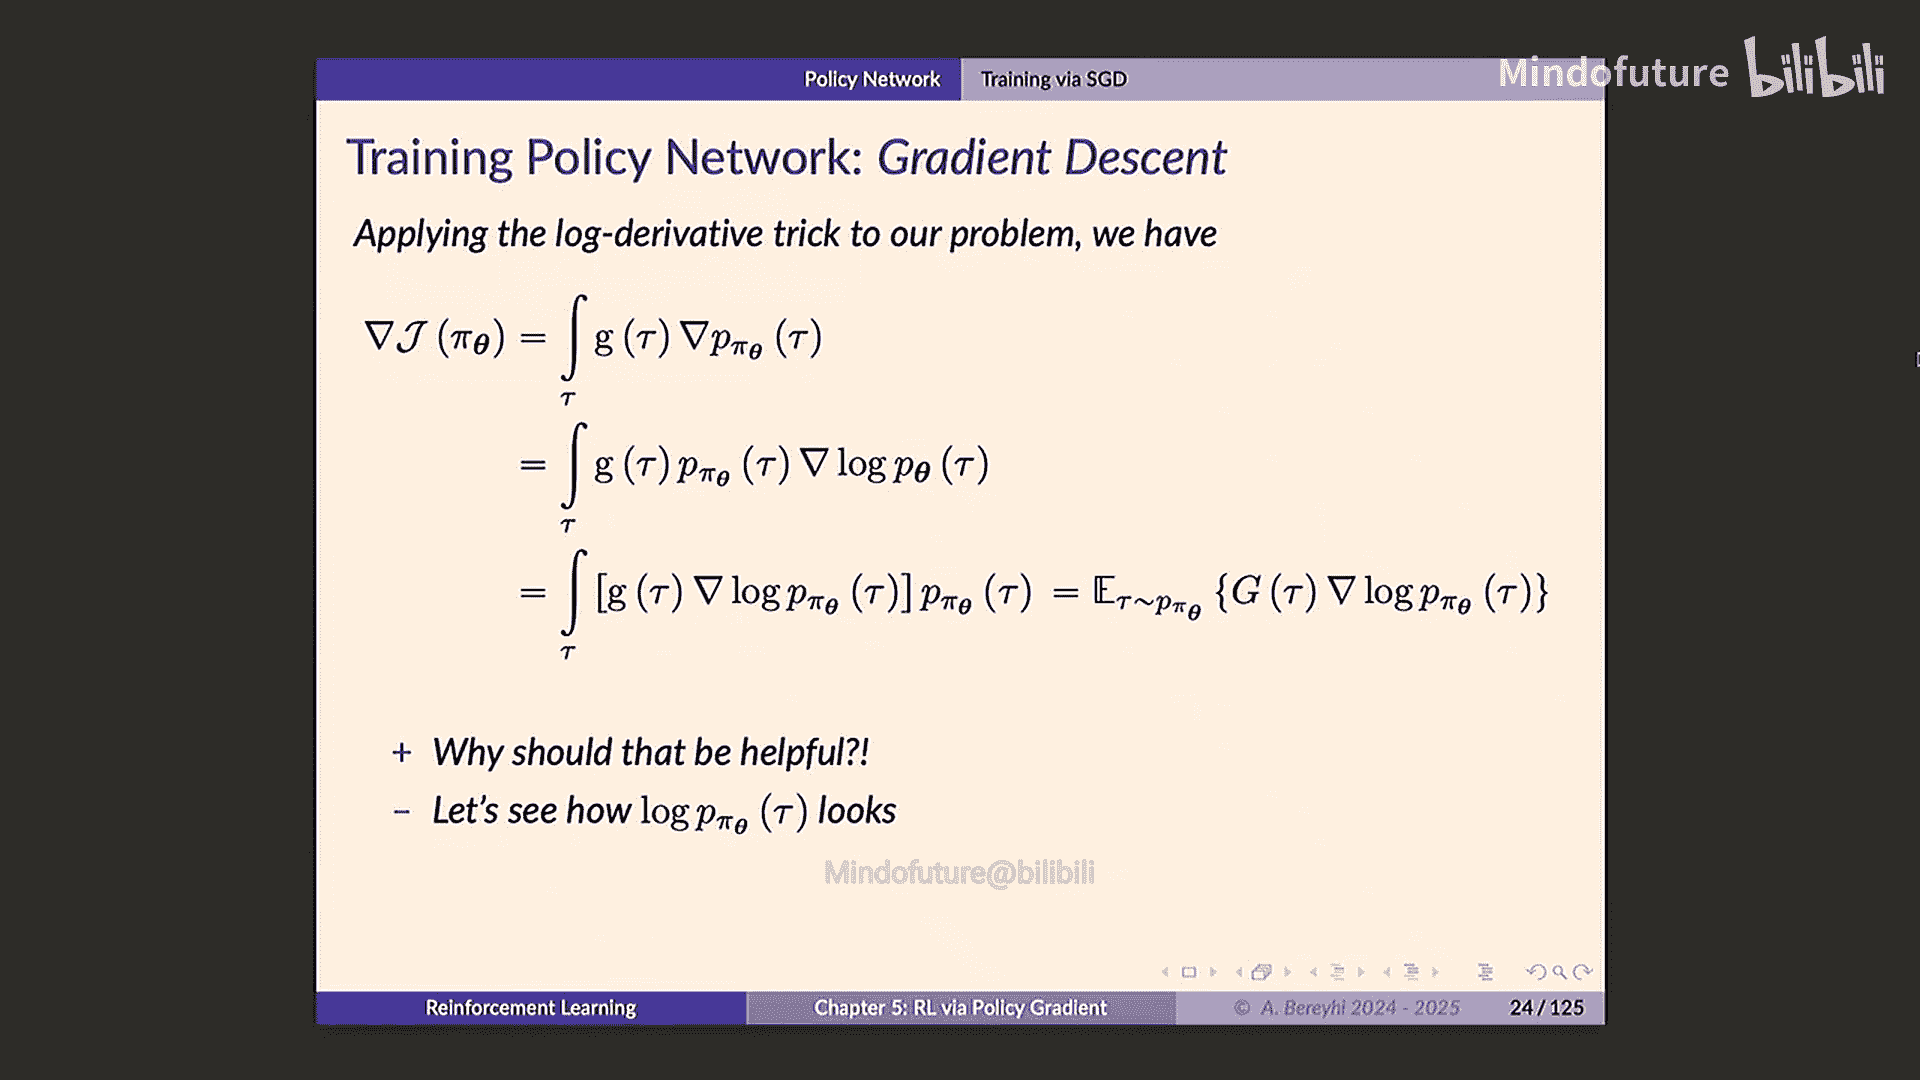 Mindofuture bilibili
Policy Network Training via SGD
Training Policy Network: Gradient Descent
Applying the log-derivative trick to our problem, we have
∇𝒥 (π_θ) = ∫_τ g (τ) ∇p_{π_θ} (τ)
= ∫_τ g (τ) p_{π_θ} (τ) ∇ log p_θ (τ)
= ∫_τ [g (τ) ∇ log p_{π_θ} (τ)] p_{π_θ} (τ) = 𝔼_{τ∼p_{π_θ}} {G (τ) ∇ log p_{π_θ} (τ)}
+ Why should that be helpful?!
− Let's see how log p_{π_θ} (τ) looks
Mindofuture@bilibili
Reinforcement Learning Chapter 5: RL via Policy Gradient © A. Bereyhi 2024 - 2025 24 / 125